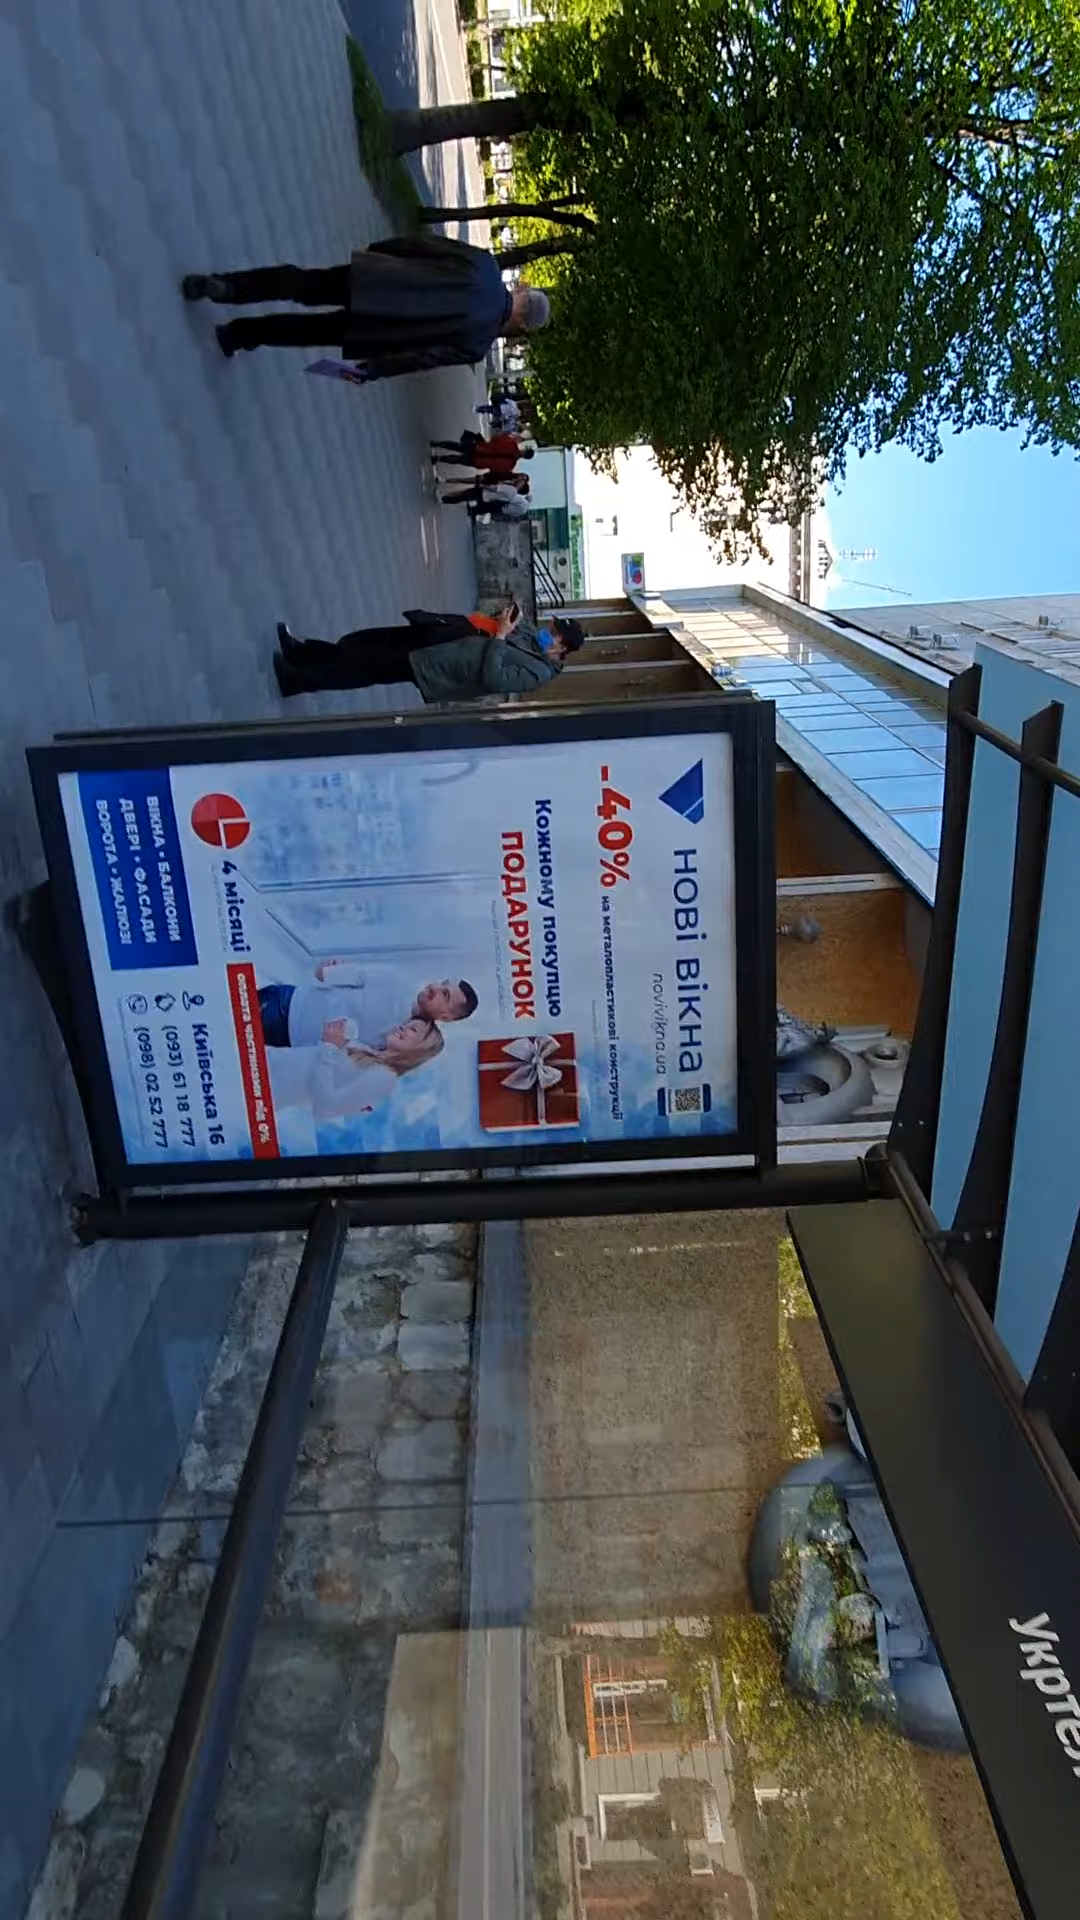 НОВІ ВІКНА
novivikna.ua
-40% на металопластикові конструкції
Кожному покупцю
ПОДАРУНОК
4 місяці
оплата частинами під 0%
ВІКНА • БАЛКОНИ
ДВЕРІ • ФАСАДИ
ВОРОТА • ЖАЛЮЗІ
Київська 16
(093) 61 18 777
(098) 02 52 777
Укртел